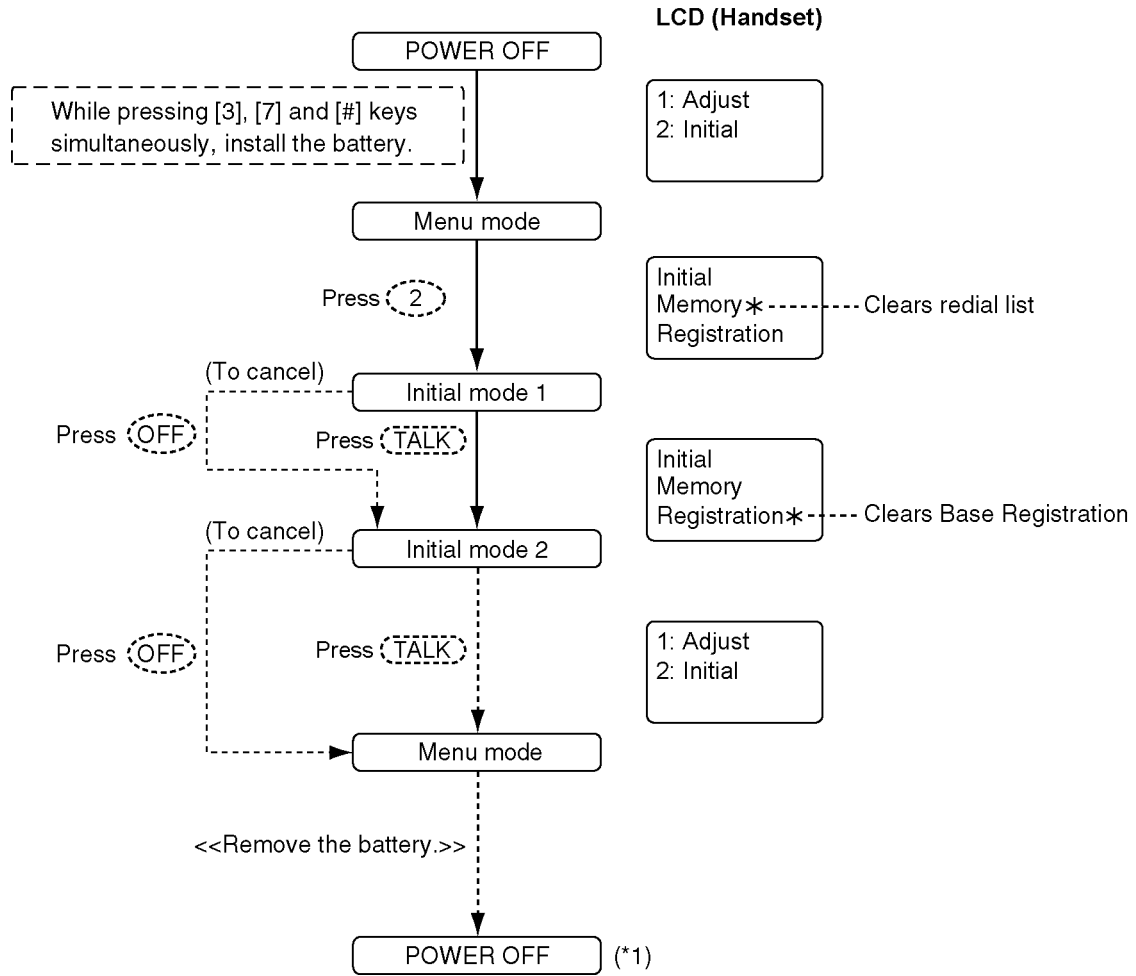 LCD (Handset)
POWER OFF
While pressing [3], [7] and [#] keys
simultaneously, install the battery.
1: Adjust
2: Initial
Menu mode
Press 2
Initial
Memory* Clears redial list
Registration
(To cancel)
Initial mode 1
Press OFF
Press TALK
Initial
Memory
Registration* Clears Base Registration
(To cancel)
Initial mode 2
Press OFF
Press TALK
1: Adjust
2: Initial
Menu mode
<<Remove the battery.>>
POWER OFF (*1)